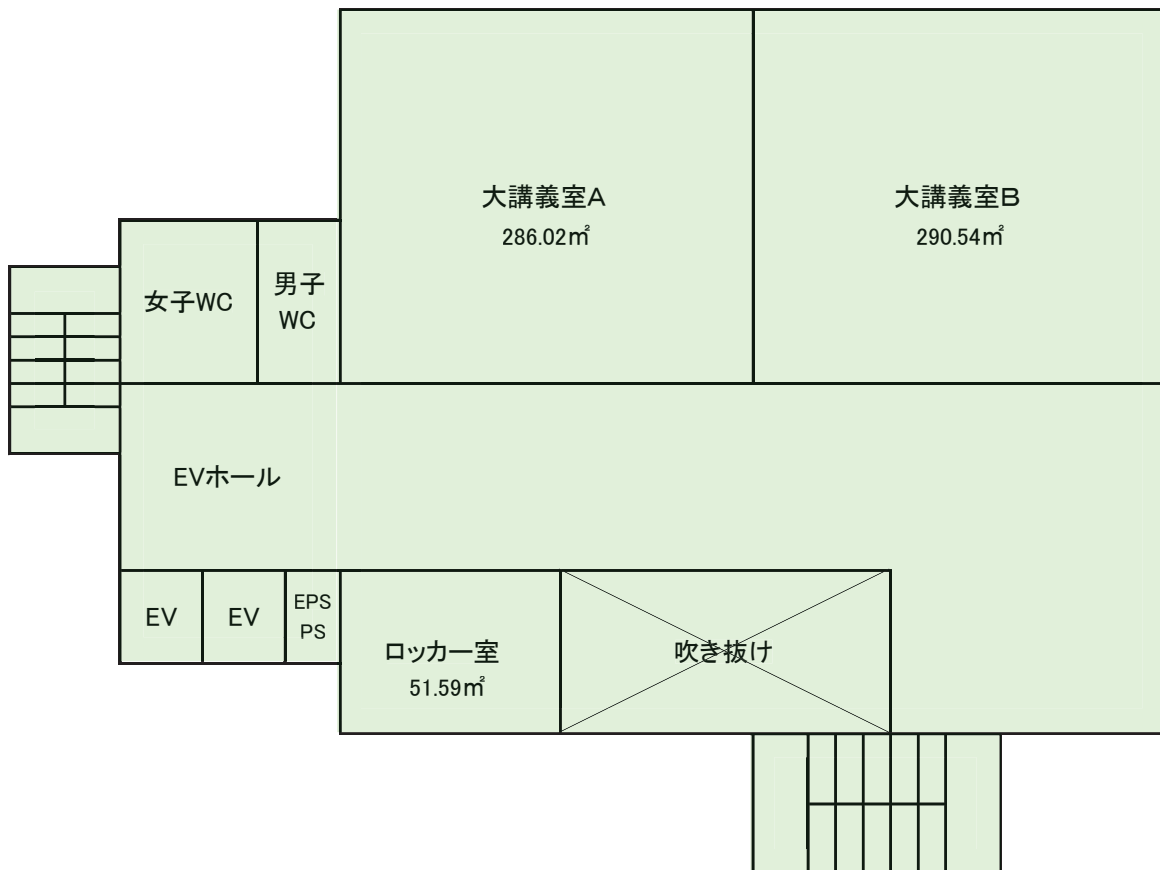 大講義室A
286.02㎡
大講義室B
290.54㎡
女子WC
男子
WC
EVホール
EV
EV
EPS
PS
ロッカー室
51.59㎡
吹き抜け